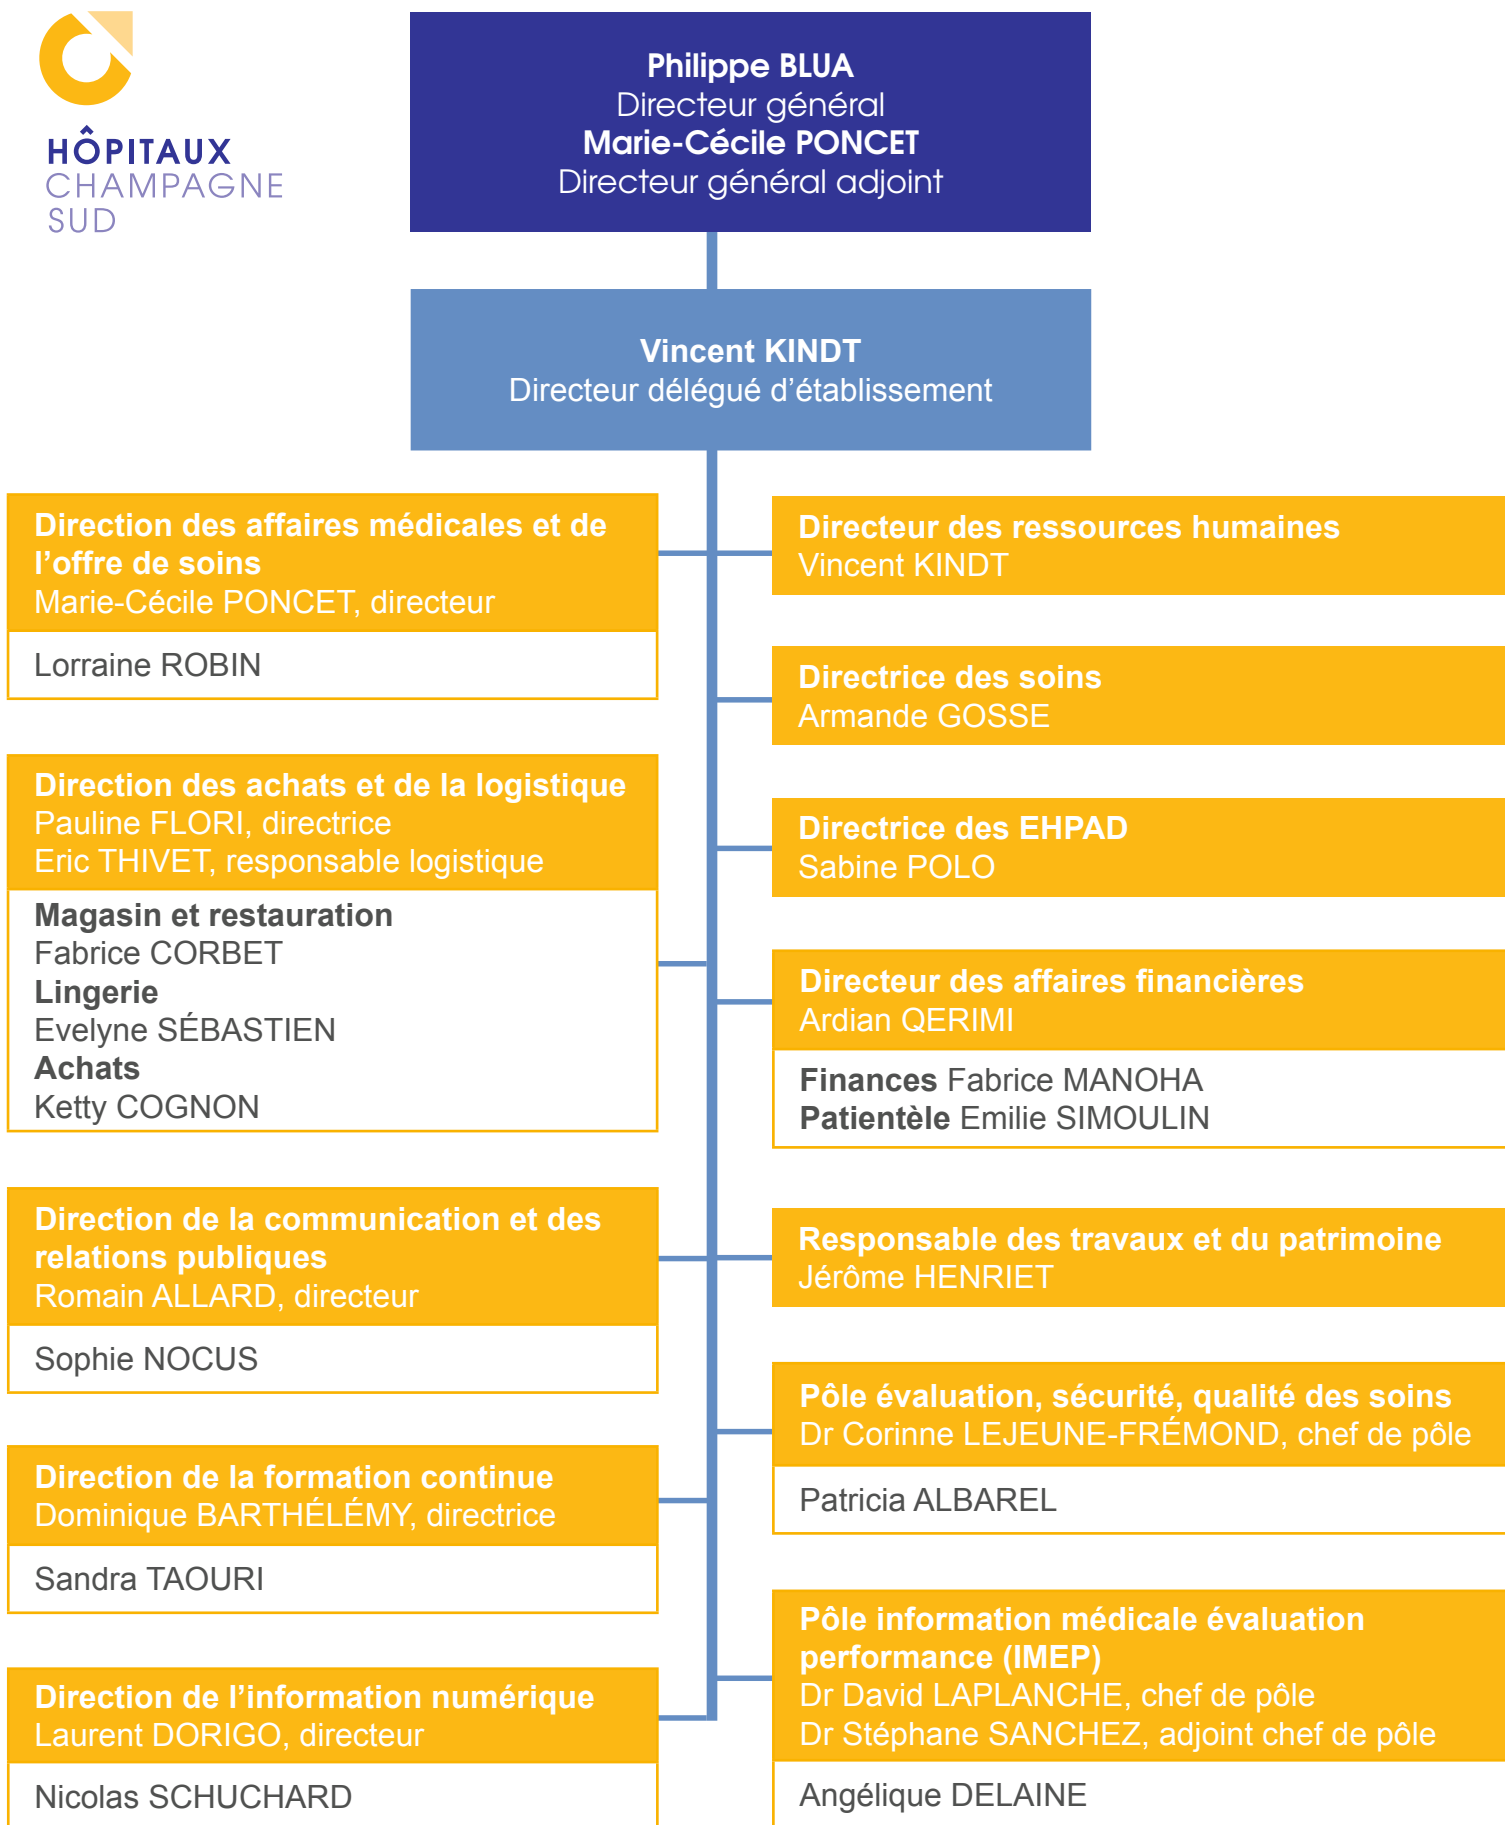 HÔPITAUX
CHAMPAGNE
SUD
Philippe BLUA
Directeur général
Marie-Cécile PONCET
Directeur général adjoint
Vincent KINDT
Directeur délégué d’établissement
Direction des affaires médicales et de
l’offre de soins
Marie-Cécile PONCET, directeur
Lorraine ROBIN
Direction des achats et de la logistique
Pauline FLORI, directrice
Eric THIVET, responsable logistique
Magasin et restauration
Fabrice CORBET
Lingerie
Evelyne SÉBASTIEN
Achats
Ketty COGNON
Direction de la communication et des
relations publiques
Romain ALLARD, directeur
Sophie NOCUS
Direction de la formation continue
Dominique BARTHÉLÉMY, directrice
Sandra TAOURI
Direction de l’information numérique
Laurent DORIGO, directeur
Nicolas SCHUCHARD
Directeur des ressources humaines
Vincent KINDT
Directrice des soins
Armande GOSSE
Directrice des EHPAD
Sabine POLO
Directeur des affaires financières
Ardian QERIMI
Finances Fabrice MANOHA
Patientèle Emilie SIMOULIN
Responsable des travaux et du patrimoine
Jérôme HENRIET
Pôle évaluation, sécurité, qualité des soins
Dr Corinne LEJEUNE-FRÉMOND, chef de pôle
Patricia ALBAREL
Pôle information médicale évaluation
performance (IMEP)
Dr David LAPLANCHE, chef de pôle
Dr Stéphane SANCHEZ, adjoint chef de pôle
Angélique DELAINE